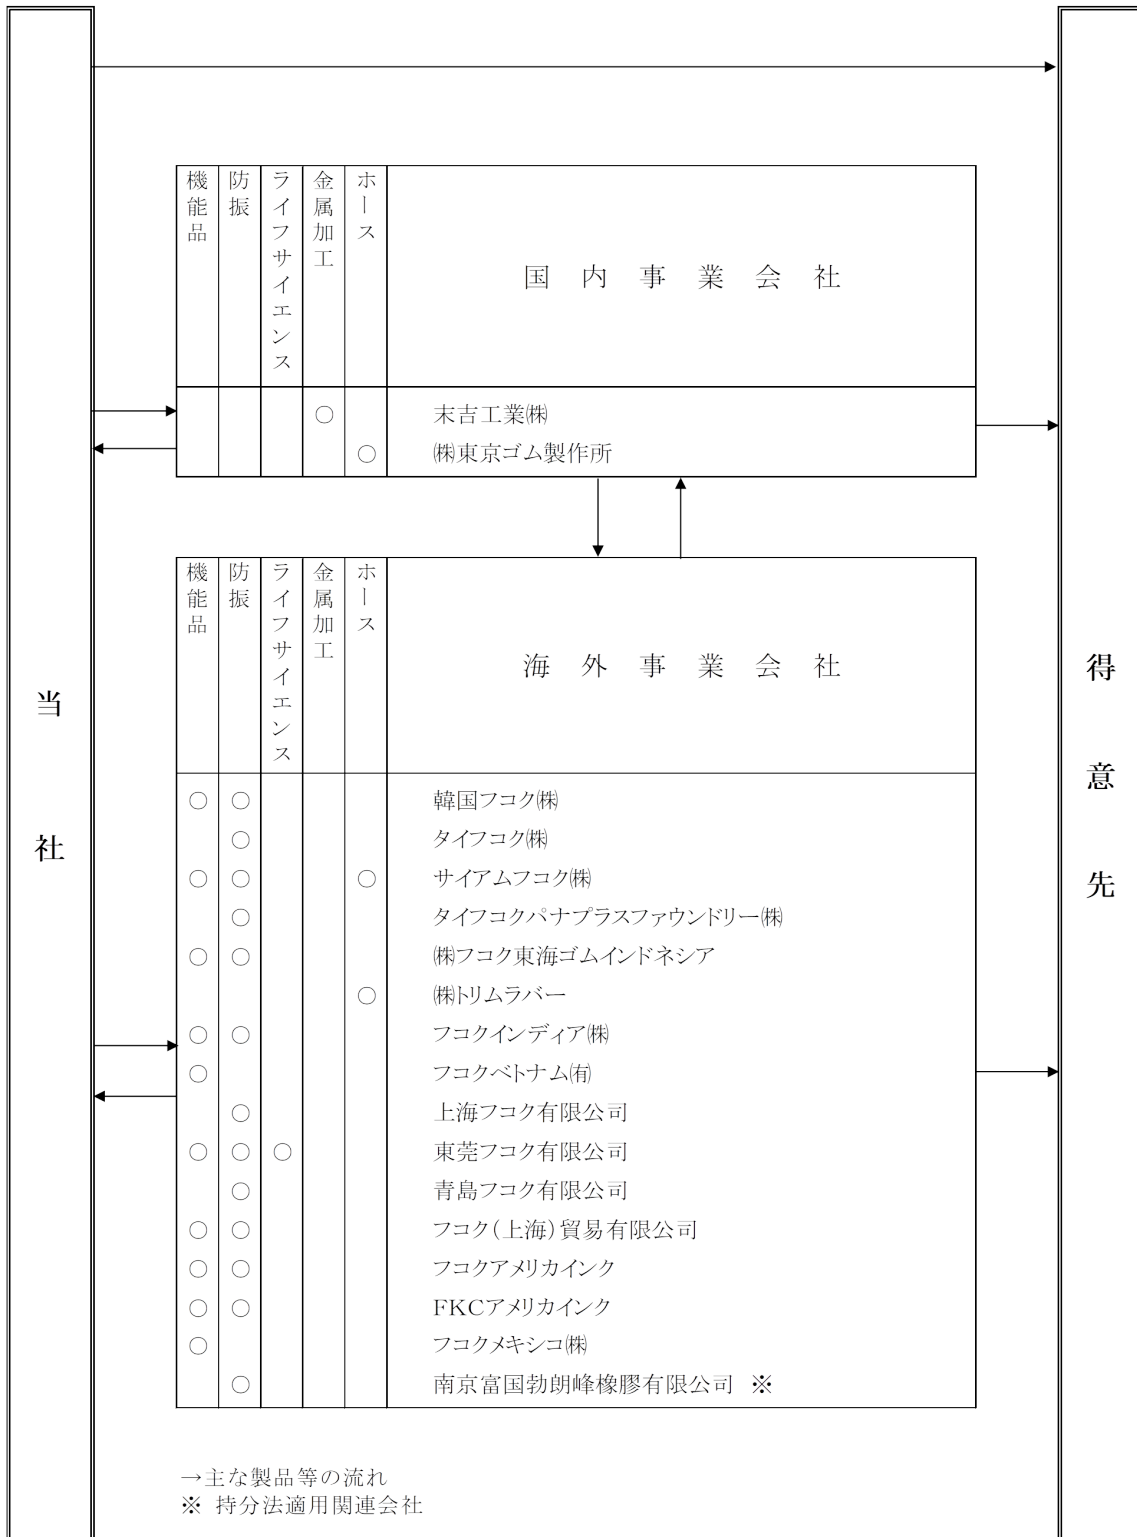 当社
機能品
防振
ライフサイエンス
金属加工
ホース
国内事業会社
○ 末吉工業㈱
○ ㈱東京ゴム製作所
機能品
防振
ライフサイエンス
金属加工
ホース
海外事業会社
○ ○ 韓国フコク㈱
○ タイフコク㈱
○ ○ ○ サイアムフコク㈱
○ タイフコクパナプラスファウンドリー㈱
○ ○ ㈱フコク東海ゴムインドネシア
○ ㈱トリムラバー
○ ○ フコクインディア㈱
○ フコクベトナム㈲
○ 上海フコク有限公司
○ ○ ○ 東莞フコク有限公司
○ 青島フコク有限公司
○ ○ フコク(上海)貿易有限公司
○ ○ フコクアメリカインク
○ ○ FKCアメリカインク
○ フコクメキシコ㈱
○ 南京富国勃朗峰橡膠有限公司 ※
得意先
→主な製品等の流れ
※ 持分法適用関連会社